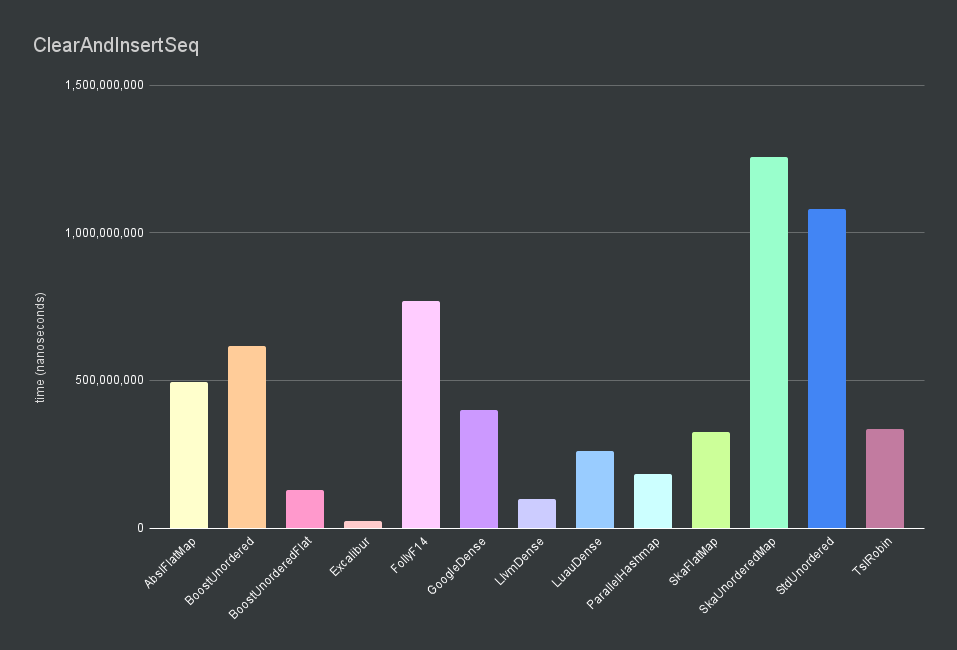 ClearAndInsertSeq
1,500,000,000
1,000,000,000
500,000,000
0
time (nanoseconds)
AbslFlatMap
BoostUnordered
BoostUnorderedFlat
Excalibur
FollyF14
GoogleDense
LlvmDense
LuauDense
ParallelHashmap
SkaFlatMap
SkaUnorderedMap
StdUnordered
TslRobin